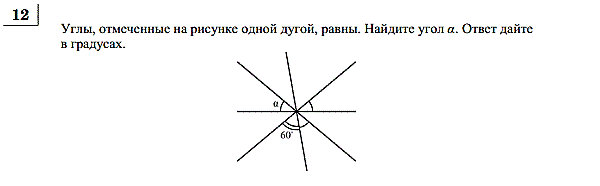 12
Углы, отмеченные на рисунке одной дугой, равны. Найдите угол α. Ответ дайте
в градусах.
α
60°